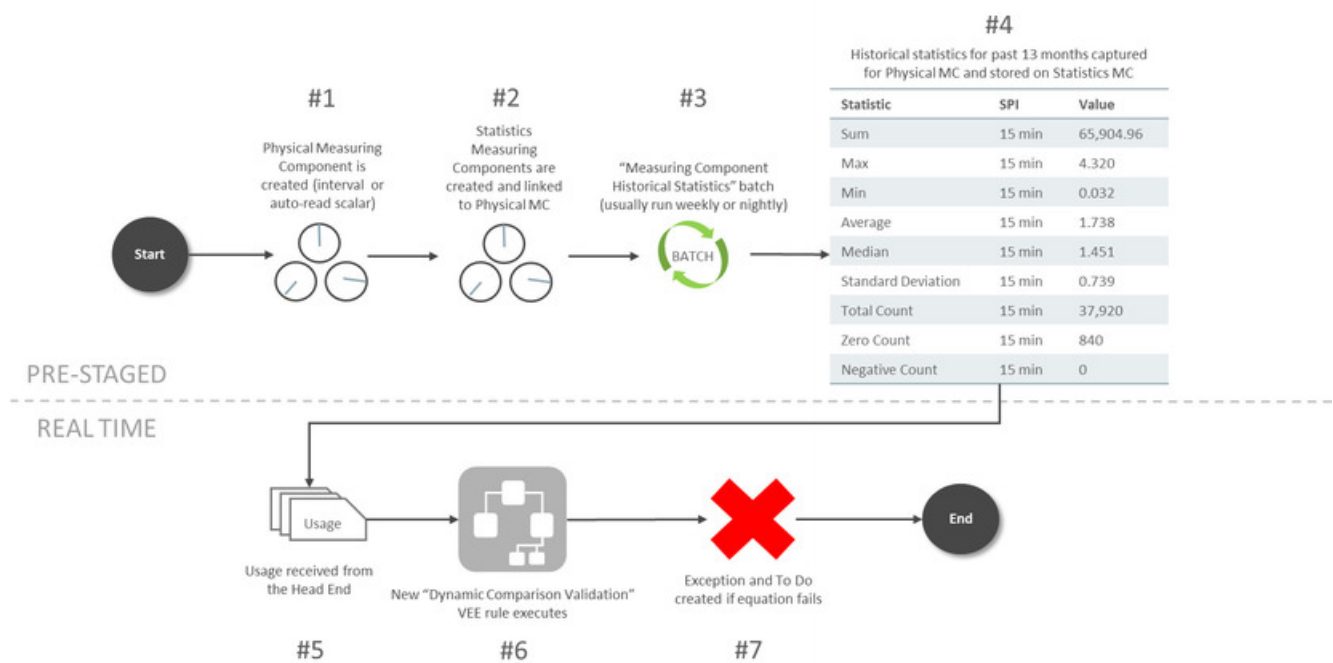 #4
Historical statistics for past 13 months captured
for Physical MC and stored on Statistics MC
#1
#2
#3
Physical Measuring
Component is
created (interval or
auto-read scalar)
Statistics
Measuring
Components are
created and linked
to Physical MC
“Measuring Component
Historical Statistics” batch
(usually run weekly or nightly)
Start
BATCH
Statistic SPI Value
Sum 15 min 65,904.96
Max 15 min 4.320
Min 15 min 0.032
Average 15 min 1.738
Median 15 min 1.451
Standard Deviation 15 min 0.739
Total Count 15 min 37,920
Zero Count 15 min 840
Negative Count 15 min 0
PRE-STAGED
REAL TIME
Usage
Usage received from
the Head End
#5
New “Dynamic Comparison Validation”
VEE rule executes
#6
Exception and To Do
created if equation fails
#7
End